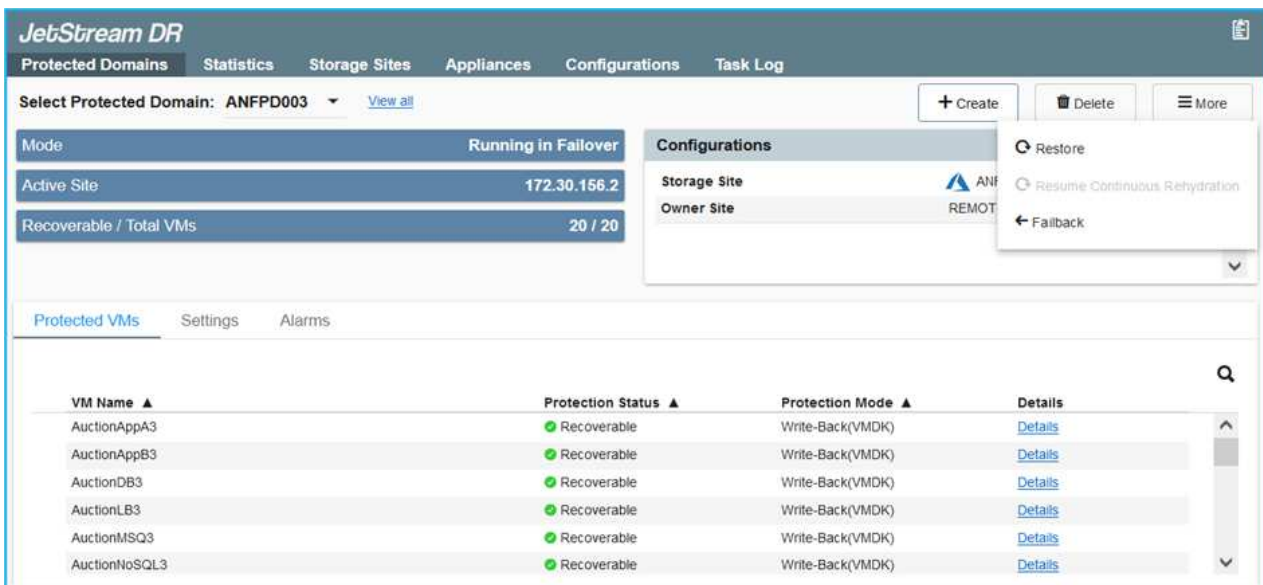 JetStream DR
Protected Domains Statistics Storage Sites Appliances Configurations Task Log
Select Protected Domain: ANFPD003 View all
+ Create Delete More
Mode Running in Failover
Active Site 172.30.156.2
Recoverable / Total VMs 20 / 20
Configurations
Storage Site
Owner Site
Restore
Resume Continuous Rehydration
Failback
Protected VMs Settings Alarms
VM Name ▲ Protection Status ▲ Protection Mode ▲ Details
AuctionAppA3 Recoverable Write-Back(VMDK) Details
AuctionAppB3 Recoverable Write-Back(VMDK) Details
AuctionDB3 Recoverable Write-Back(VMDK) Details
AuctionLB3 Recoverable Write-Back(VMDK) Details
AuctionMSQ3 Recoverable Write-Back(VMDK) Details
AuctionNoSQL3 Recoverable Write-Back(VMDK) Details